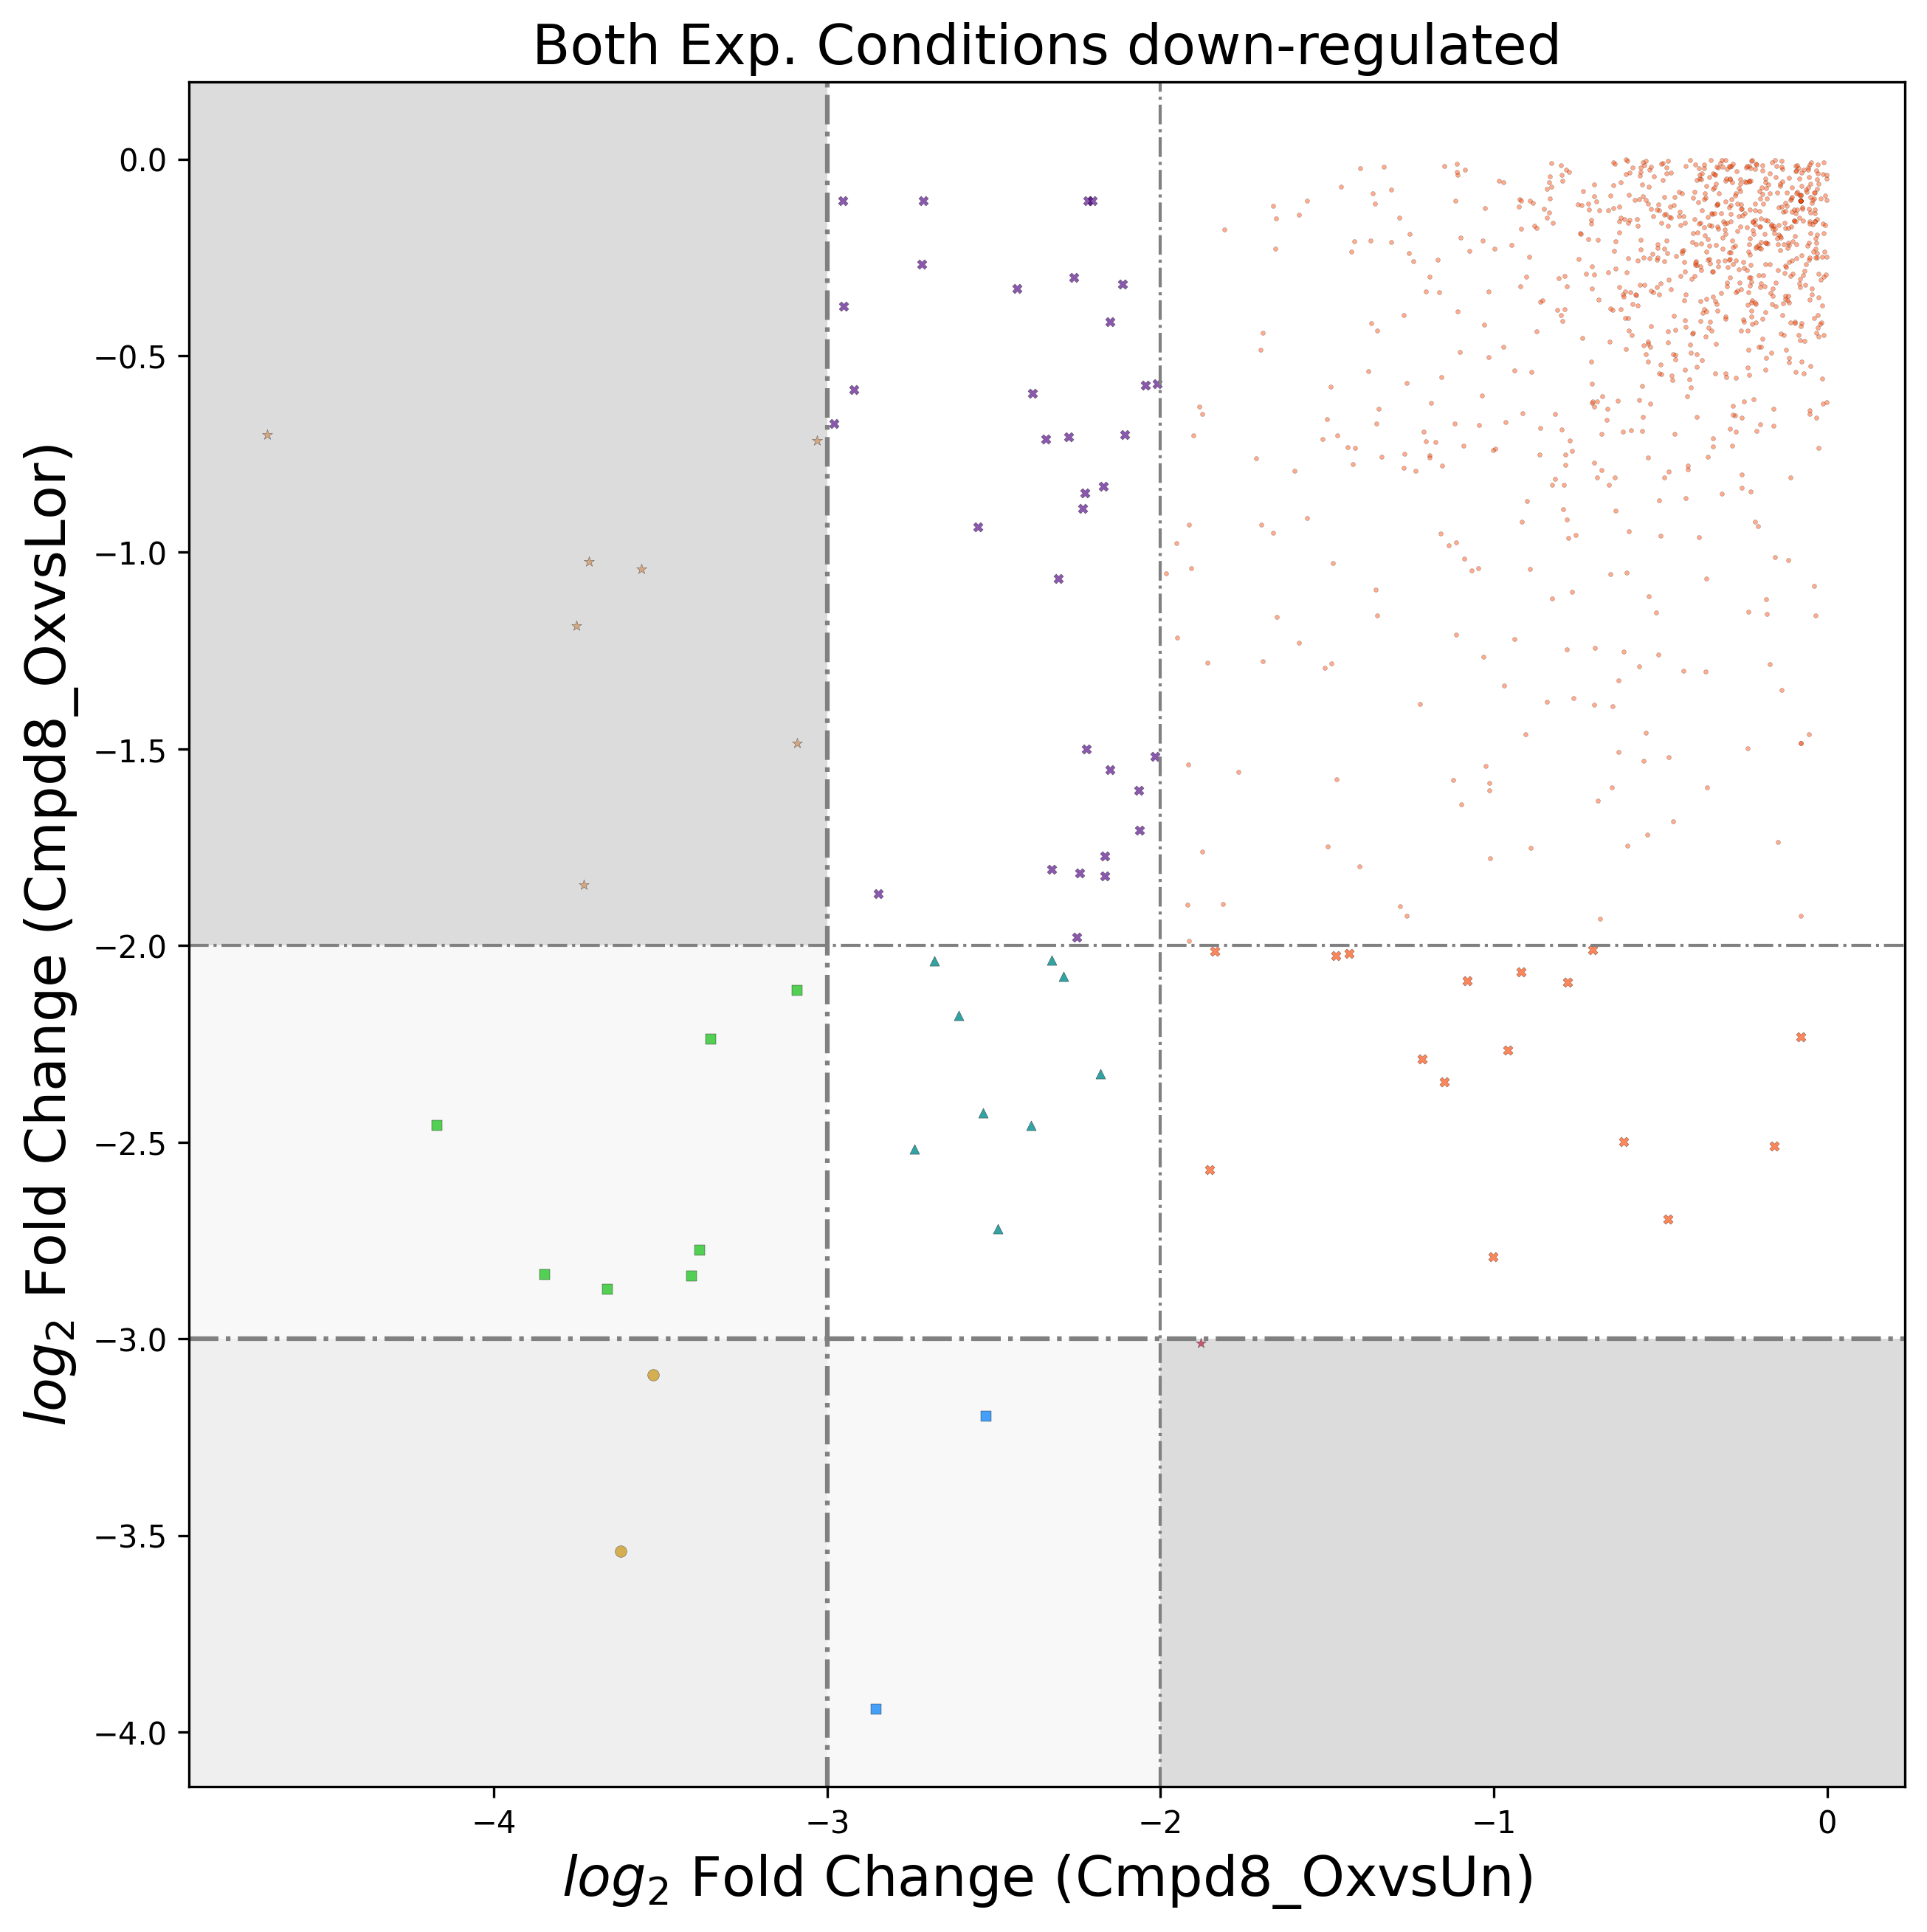 Both Exp. Conditions down-regulated
log2 Fold Change (Cmpd8_OxvsLor)
0.0
−0.5
−1.0
−1.5
−2.0
−2.5
−3.0
−3.5
−4.0
−4 −3 −2 −1 0
log2 Fold Change (Cmpd8_OxvsUn)